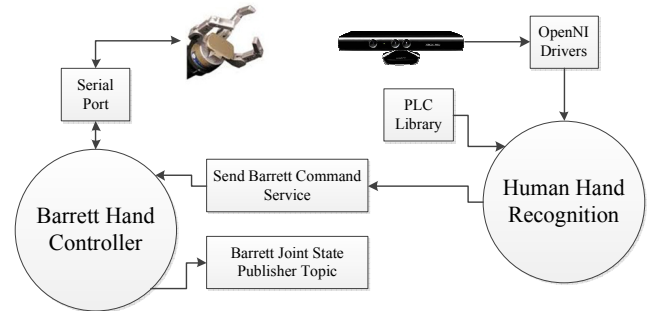 OpenNI
Drivers
Serial
Port
PLC
Library
Send Barrett Command
Service
Human Hand
Recognition
Barrett Hand
Controller
Barrett Joint State
Publisher Topic